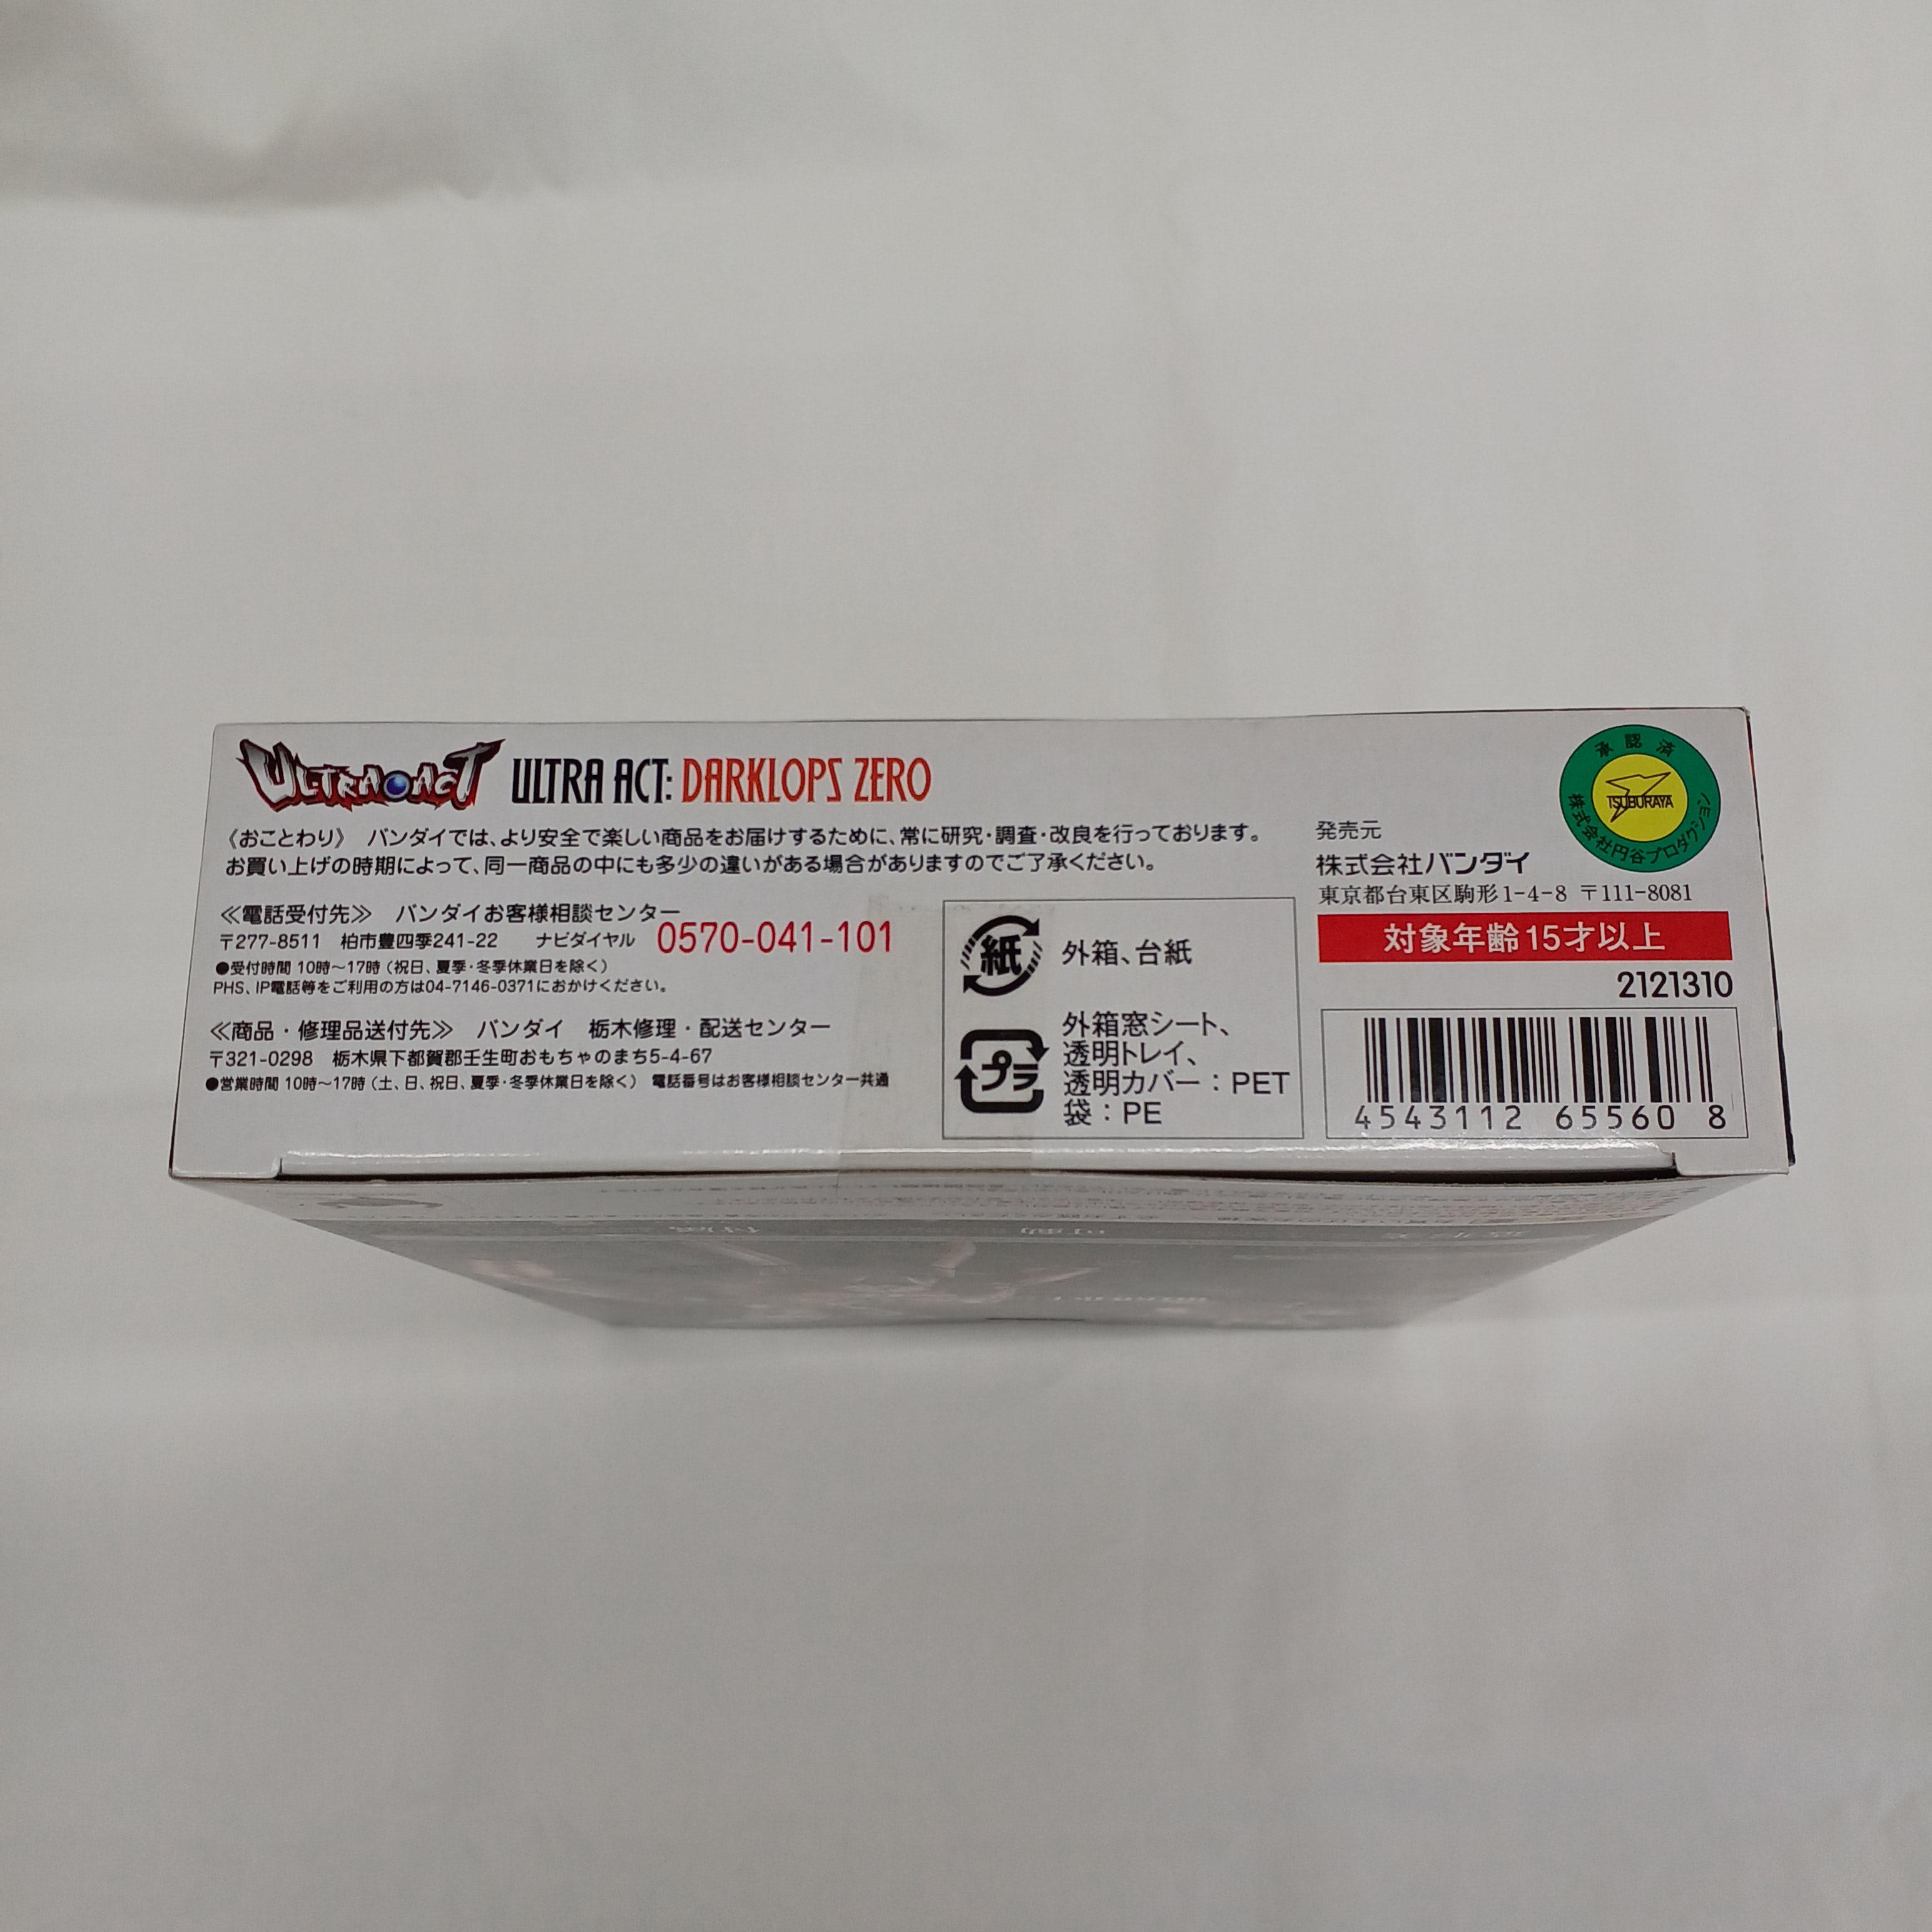 ULTRA ACT
ULTRA ACT: DARKLOPS ZERO
《おことわり》 バンダイでは、より安全で楽しい商品をお届けするために、常に研究・調査・改良を行っております。
お買い上げの時期によって、同一商品の中にも多少の違いがある場合がありますのでご了承ください。
≪電話受付先≫ バンダイお客様相談センター
〒277-8511 柏市豊四季241-22 ナビダイヤル 0570-041-101
●受付時間 10時～17時（祝日、夏季・冬季休業日を除く）
PHS、IP電話等をご利用の方は04-7146-0371におかけください。
≪商品・修理品送付先≫ バンダイ 栃木修理・配送センター
〒321-0298 栃木県下都賀郡壬生町おもちゃのまち5-4-67
●営業時間 10時～17時（土、日、祝日、夏季・冬季休業日を除く） 電話番号はお客様相談センター共通
紙
外箱、台紙
プラ
外箱窓シート、
透明トレイ、
透明カバー：PET
袋：PE
承認済
TSUBURAYA
株式会社円谷プロダクション
発売元
株式会社バンダイ
東京都台東区駒形1-4-8 〒111-8081
対象年齢15才以上
2121310
4543112 65560 8